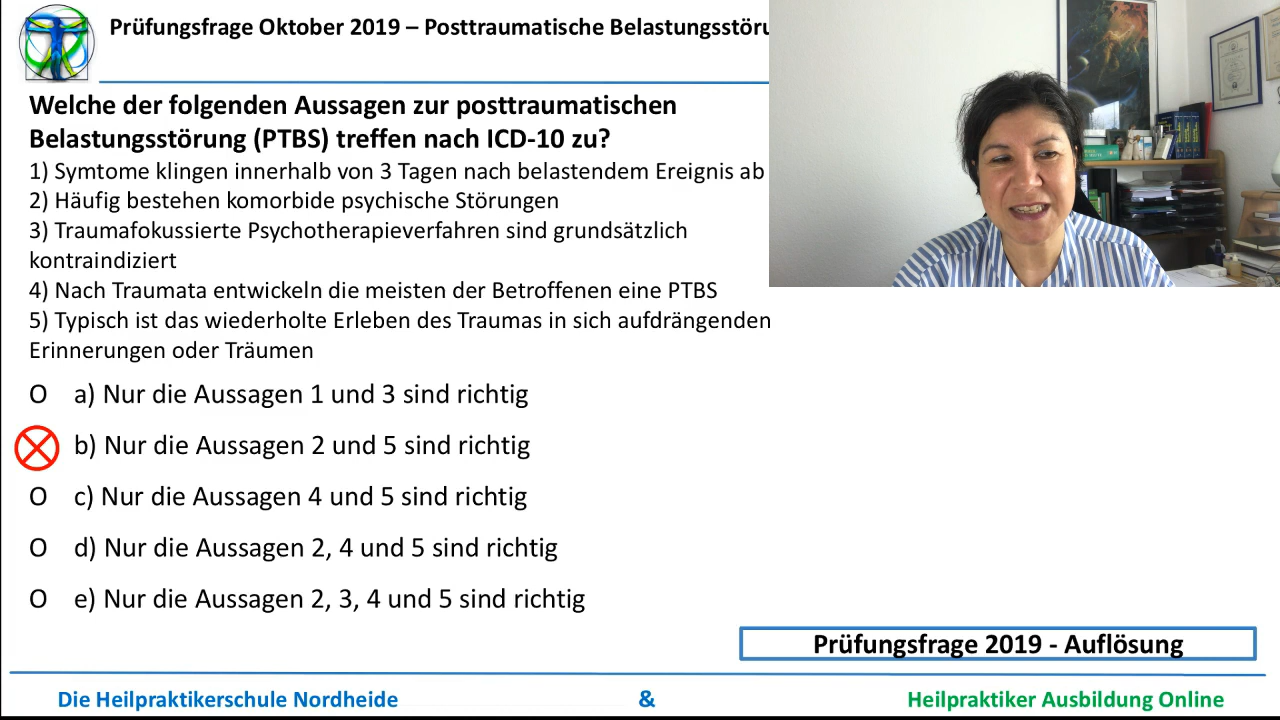 Prüfungsfrage Oktober 2019 – Posttraumatische
Welche der folgenden Aussagen zur posttraumatischen
Belastungsstörung (PTBS) treffen nach ICD-10 zu?
1) Symtome klingen innerhalb von 3 Tagen nach belastendem Ereignis ab
2) Häufig bestehen komorbide psychische Störungen
3) Traumafokussierte Psychotherapieverfahren sind grundsätzlich
kontraindiziert
4) Nach Traumata entwickeln die meisten der Betroffenen eine PTBS
5) Typisch ist das wiederholte Erleben des Traumas in sich aufdrängenden
Erinnerungen oder Träumen
O a) Nur die Aussagen 1 und 3 sind richtig
b) Nur die Aussagen 2 und 5 sind richtig
O c) Nur die Aussagen 4 und 5 sind richtig
O d) Nur die Aussagen 2, 4 und 5 sind richtig
O e) Nur die Aussagen 2, 3, 4 und 5 sind richtig
Prüfungsfrage 2019 - Auflösung
Die Heilpraktikerschule Nordheide & Heilpraktiker Ausbildung Online